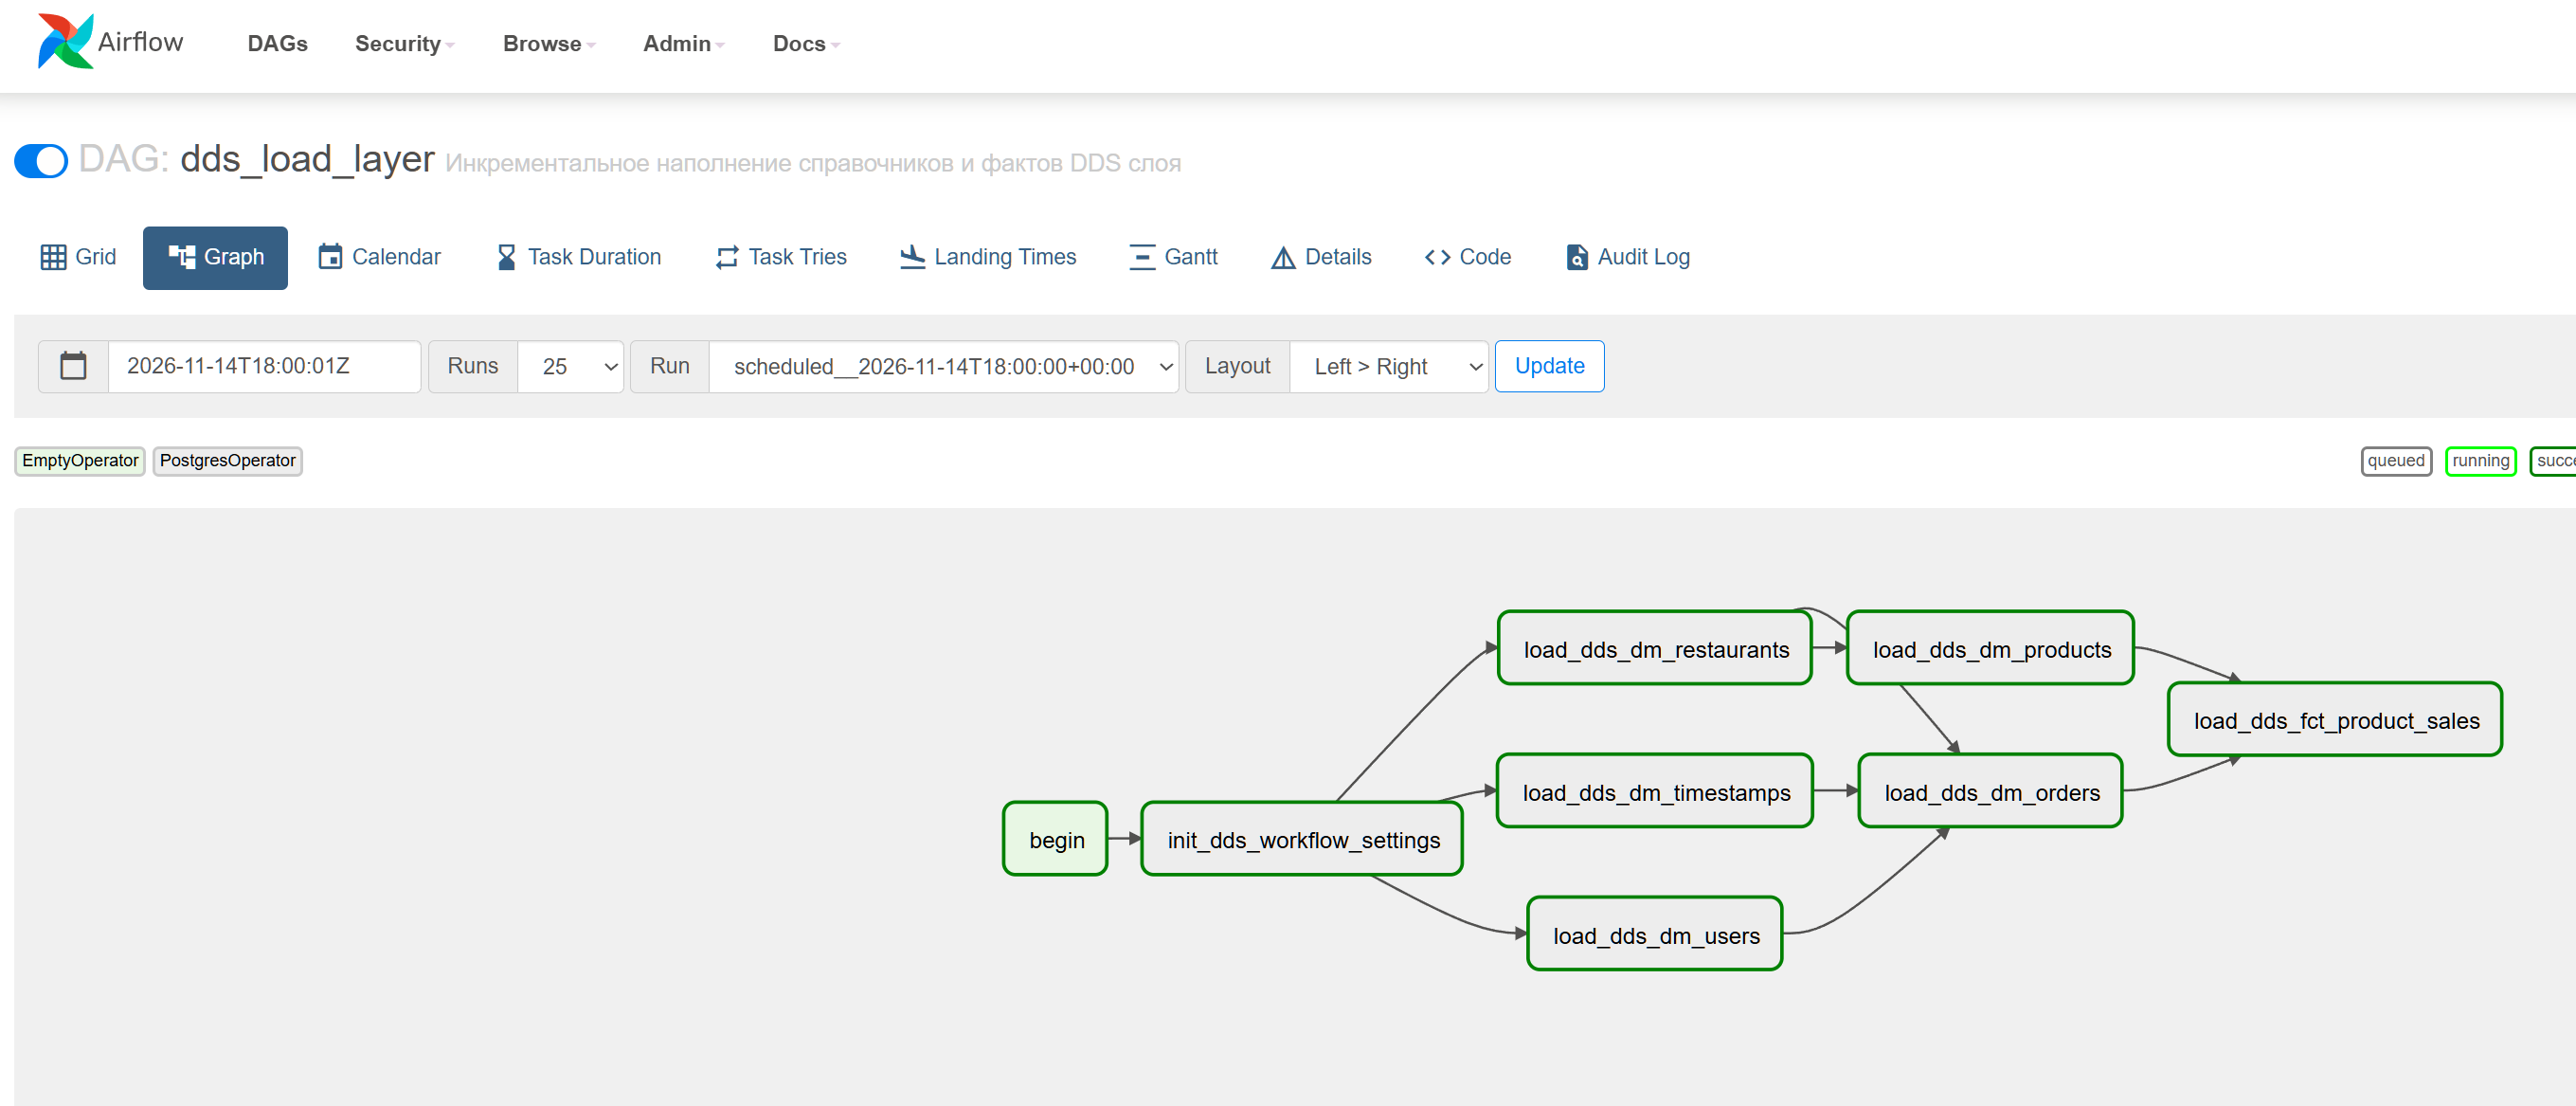 Airflow DAGs Security Browse Admin Docs
DAG: dds_load_layer Инкрементальное наполнение справочников и фактов DDS слоя
Grid Graph Calendar Task Duration Task Tries Landing Times Gantt Details Code Audit Log
2026-11-14T18:00:01Z Runs 25 Run scheduled__2026-11-14T18:00:00+00:00 Layout Left > Right Update
EmptyOperator PostgresOperator queued running
load_dds_dm_restaurants load_dds_dm_products
load_dds_fct_product_sales
load_dds_dm_timestamps load_dds_dm_orders
begin init_dds_workflow_settings
load_dds_dm_users